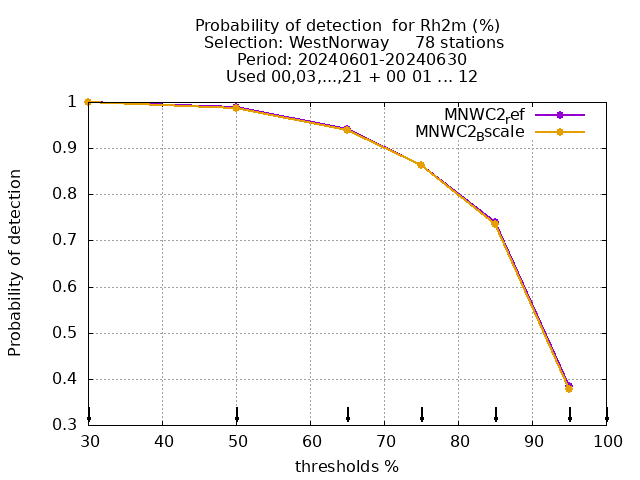 Probability of detection  for Rh2m (%)
Selection: WestNorway     78 stations
Period: 20240601-20240630
Used 00,03,...,21 + 00 01 ... 12
MNWC2_ref
MNWC2_Bscale
1
0.9
0.8
0.7
0.6
0.5
0.4
0.3
Probability of detection
30 40 50 60 70 80 90 100
thresholds %